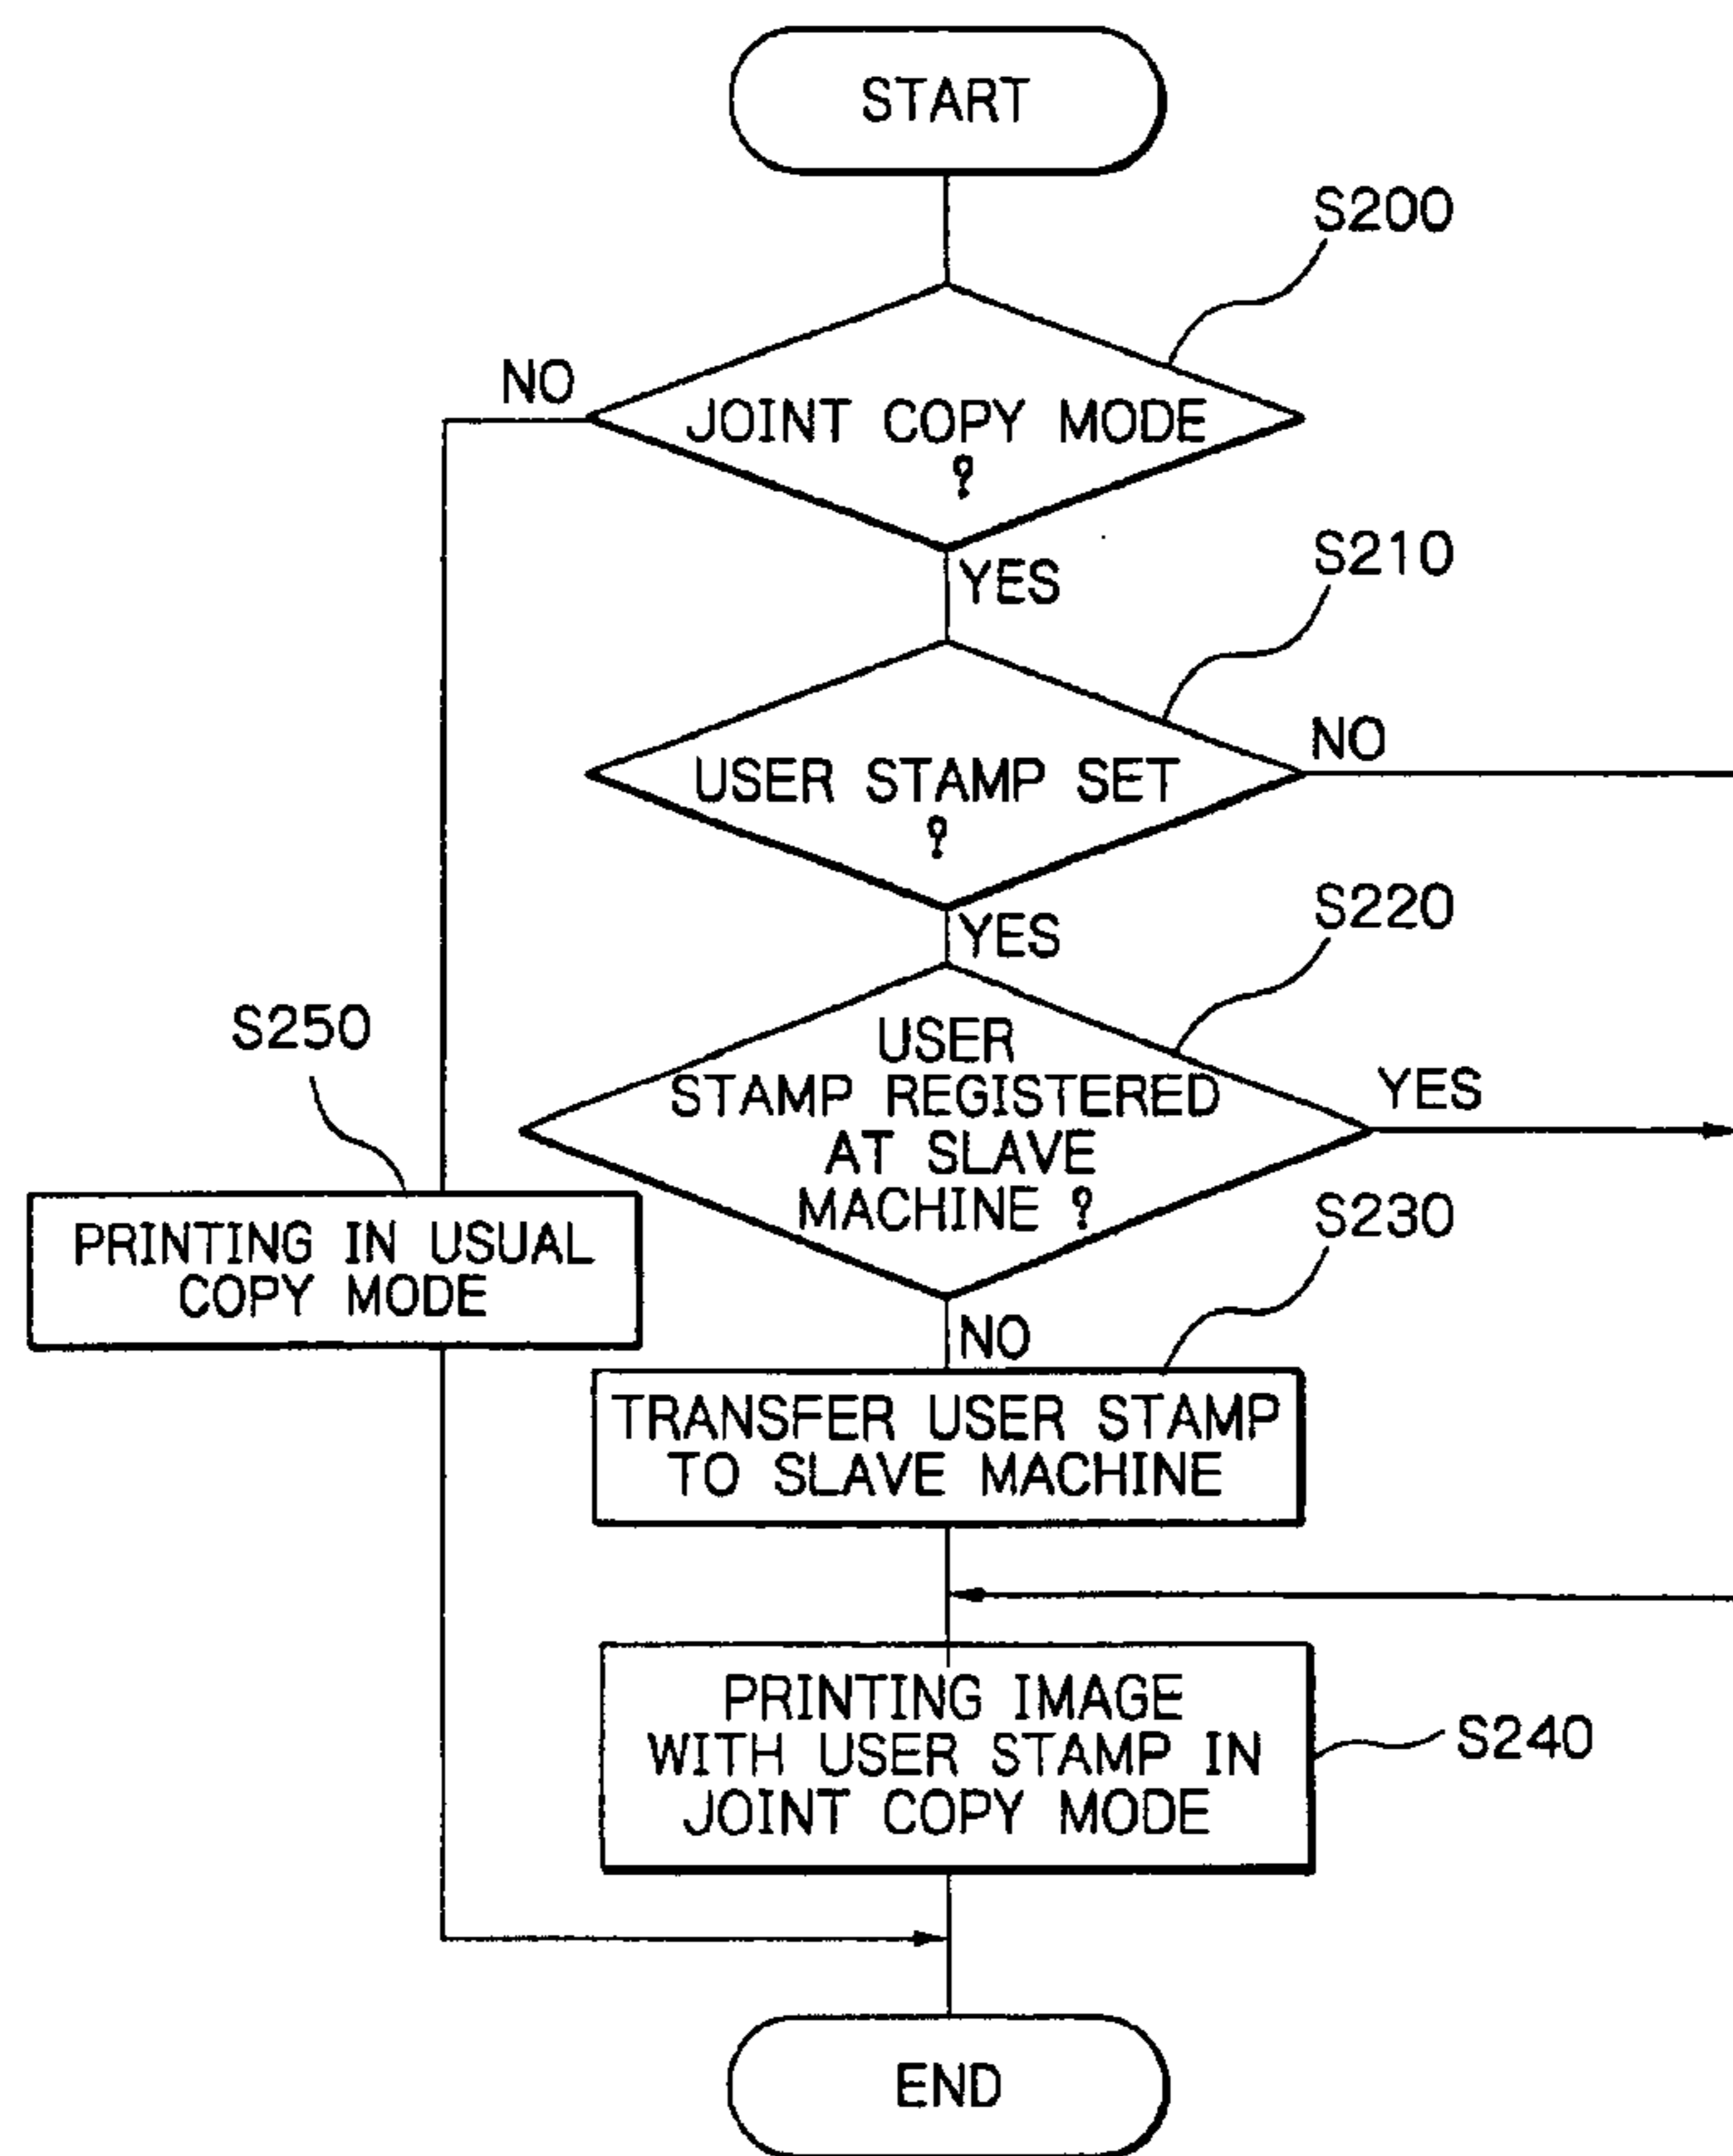 START
S200
NO
JOINT COPY MODE
?
YES
S210
NO
USER STAMP SET
?
YES
S220
S250
USER
STAMP REGISTERED
AT SLAVE
MACHINE ?
YES
S230
PRINTING IN USUAL
COPY MODE
NO
TRANSFER USER STAMP
TO SLAVE MACHINE
PRINTING IMAGE
WITH USER STAMP IN
JOINT COPY MODE
S240
END